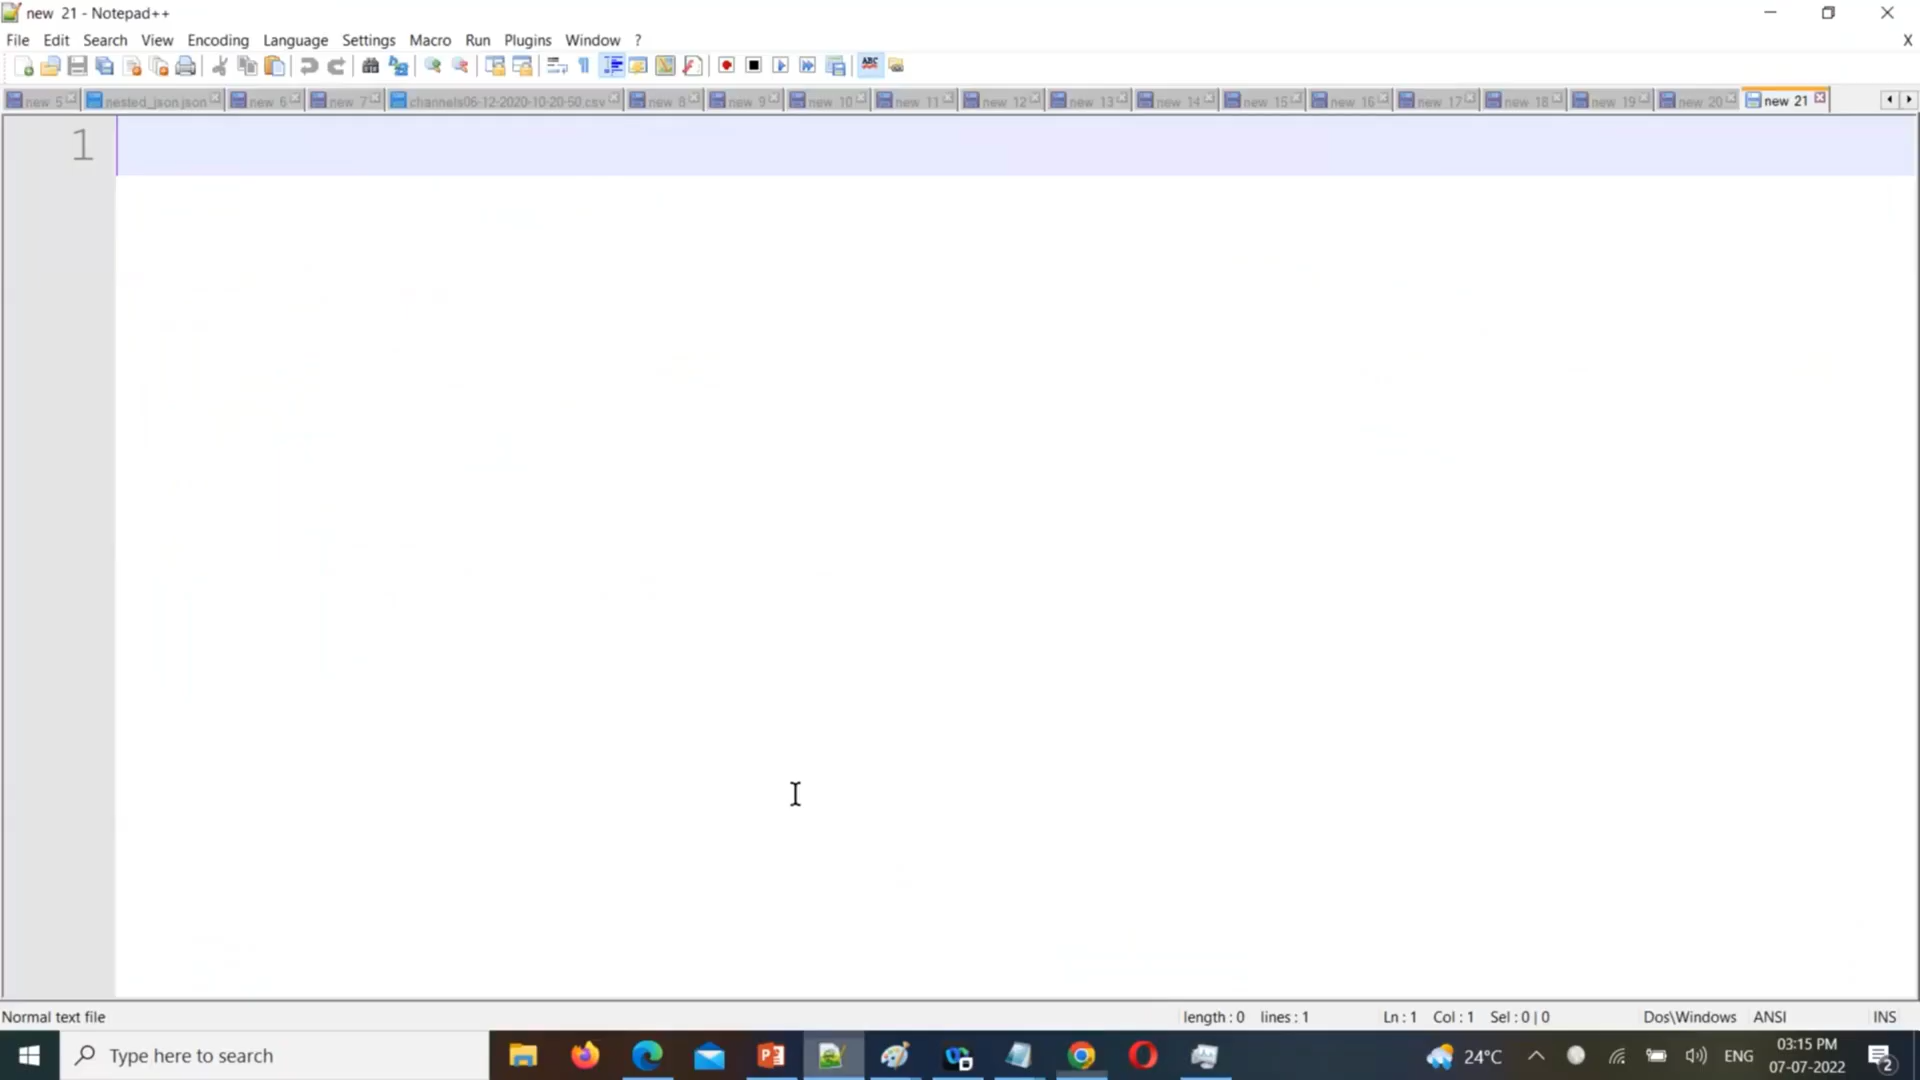 new 21 - Notepad++
File Edit Search View Encoding Language Settings Macro Run Plugins Window ?
X
ABC
new 5 nested_json.json new 6 new 7 channels06-12-2020-10-20-50.csv new 8 new 9 new 10 new 11 new 12 new 13 new 14 new 15 new 16 new 17 new 18 new 19 new 20 new 21
1
Normal text file length : 0 lines : 1 Ln : 1 Col : 1 Sel : 0 | 0 Dos\Windows ANSI INS
Type here to search 24°C ENG 03:15 PM
07-07-2022
2